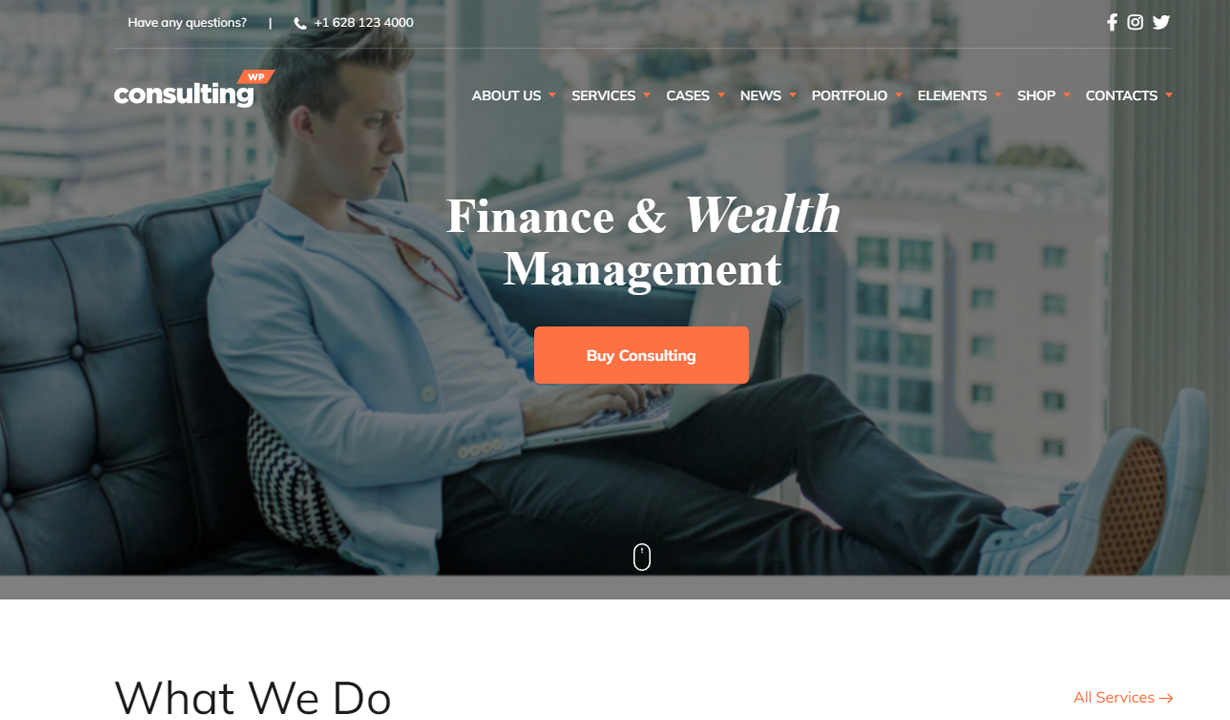 Have any questions? | +1 628 123 4000
consulting WP
ABOUT US SERVICES CASES NEWS PORTFOLIO ELEMENTS SHOP CONTACTS
Finance & Wealth
Management
Buy Consulting
What We Do
All Services →